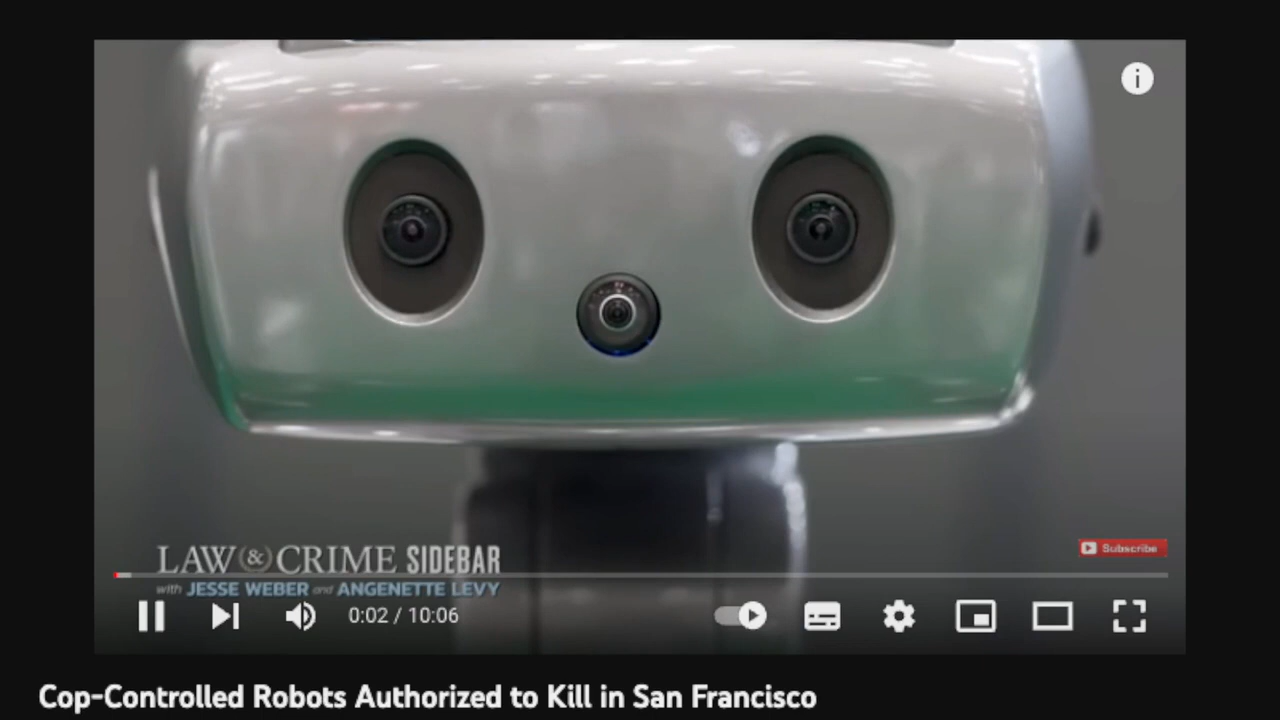 i
LAW & CRIME SIDEBAR
Subscribe
with JESSE WEBER and ANGENETTE LEVY
0:02 / 10:06
Cop-Controlled Robots Authorized to Kill in San Francisco